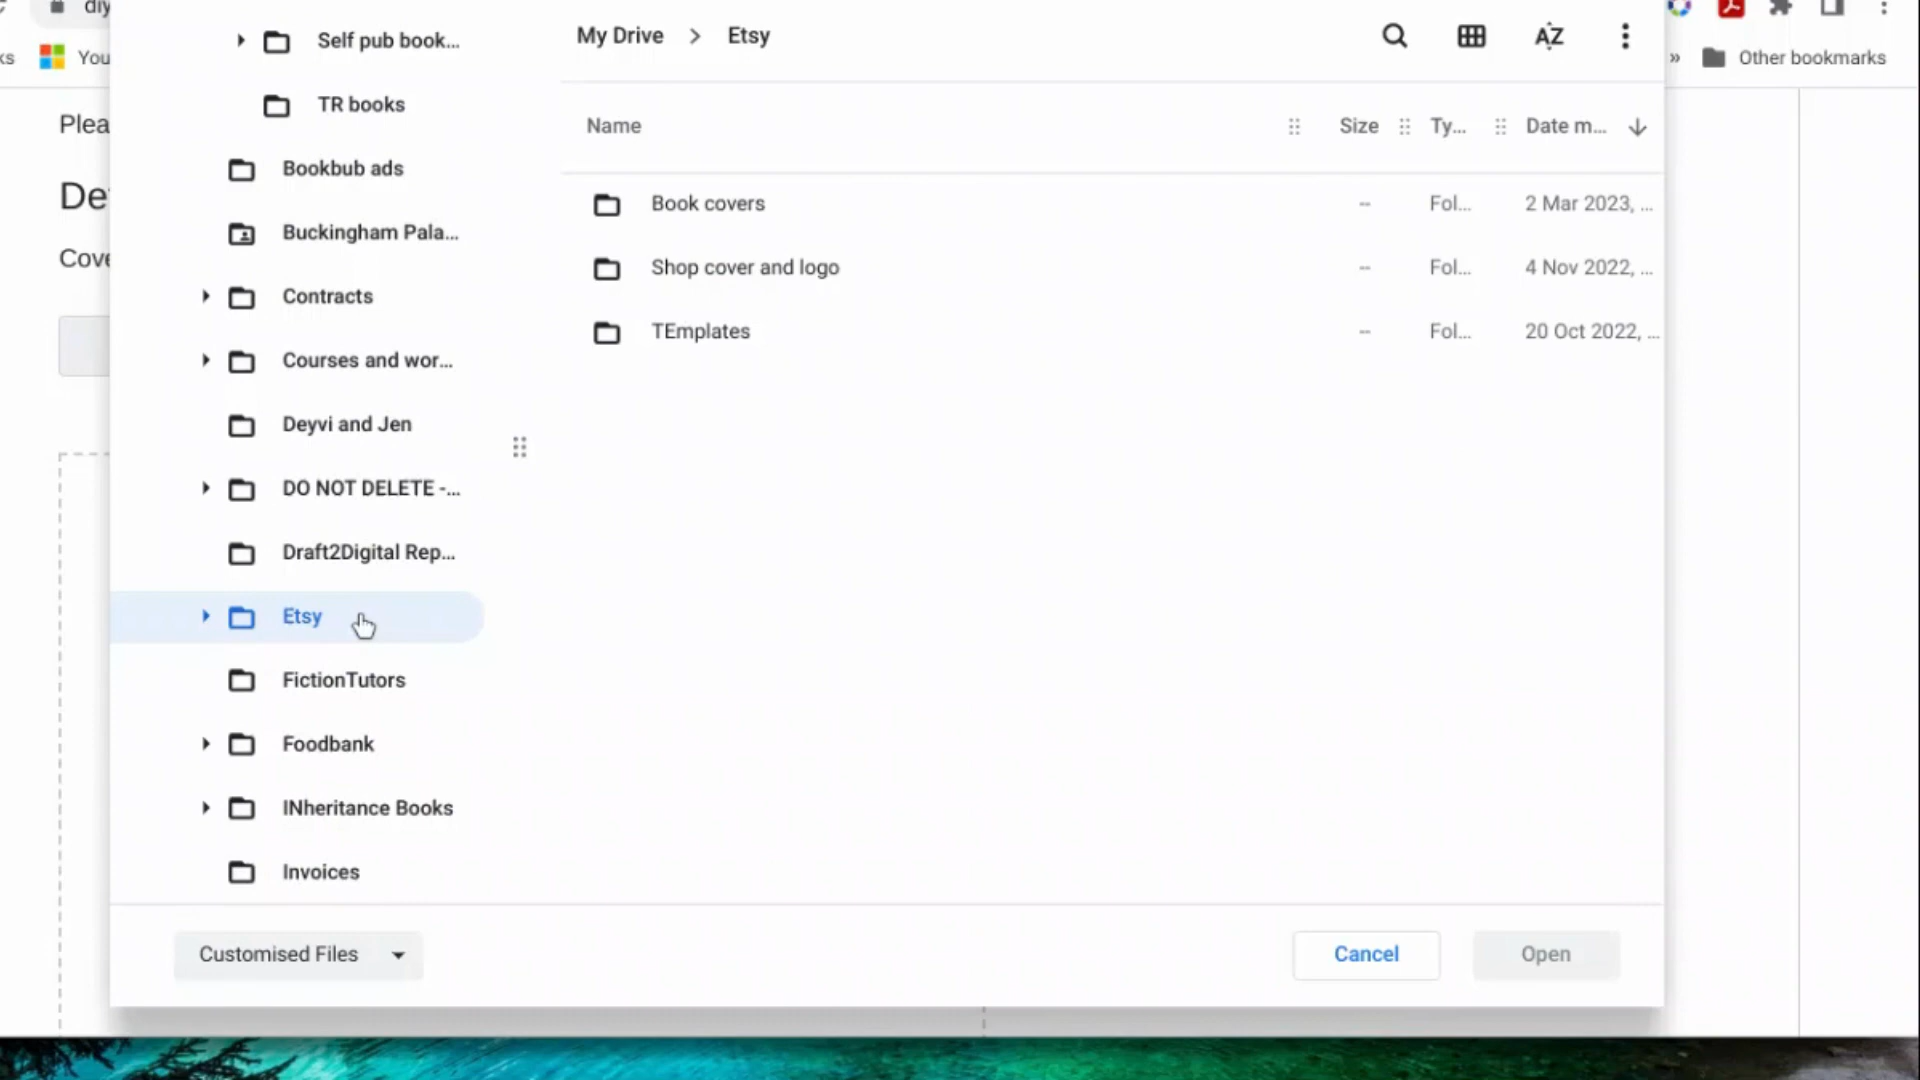 diy
Other bookmarks
You
Self pub book...
TR books
Bookbub ads
Buckingham Pala...
Contracts
Courses and wor...
Deyvi and Jen
DO NOT DELETE -...
Draft2Digital Rep...
Etsy
FictionTutors
Foodbank
INheritance Books
Invoices
My Drive > Etsy
AZ
Name Size Ty... Date m...
Book covers -- Fol... 2 Mar 2023, ...
Shop cover and logo -- Fol... 4 Nov 2022, ...
TEmplates -- Fol... 20 Oct 2022, ...
Plea
De
Cove
Customised Files
Cancel
Open